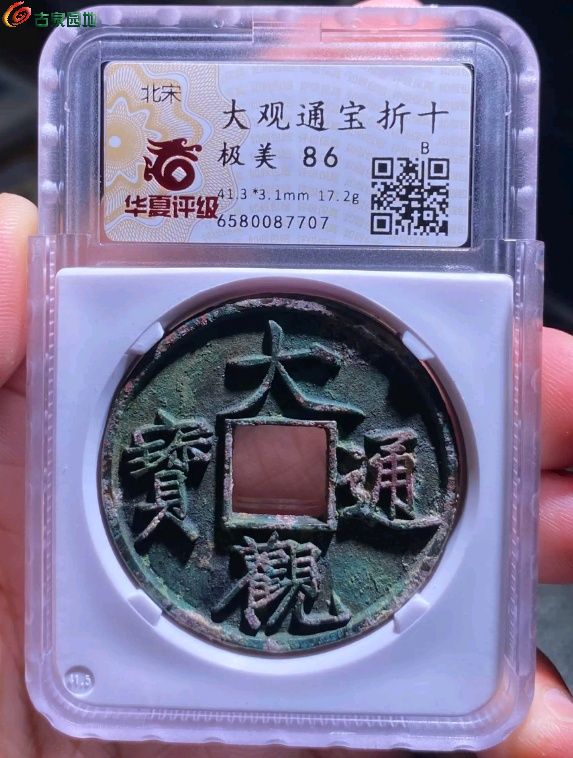 古泉园地
北宋
大观通宝折十
极美 86
B
华夏评级
41.3*3.1mm 17.2g
6580087707
大
寶 通
觀
41.5